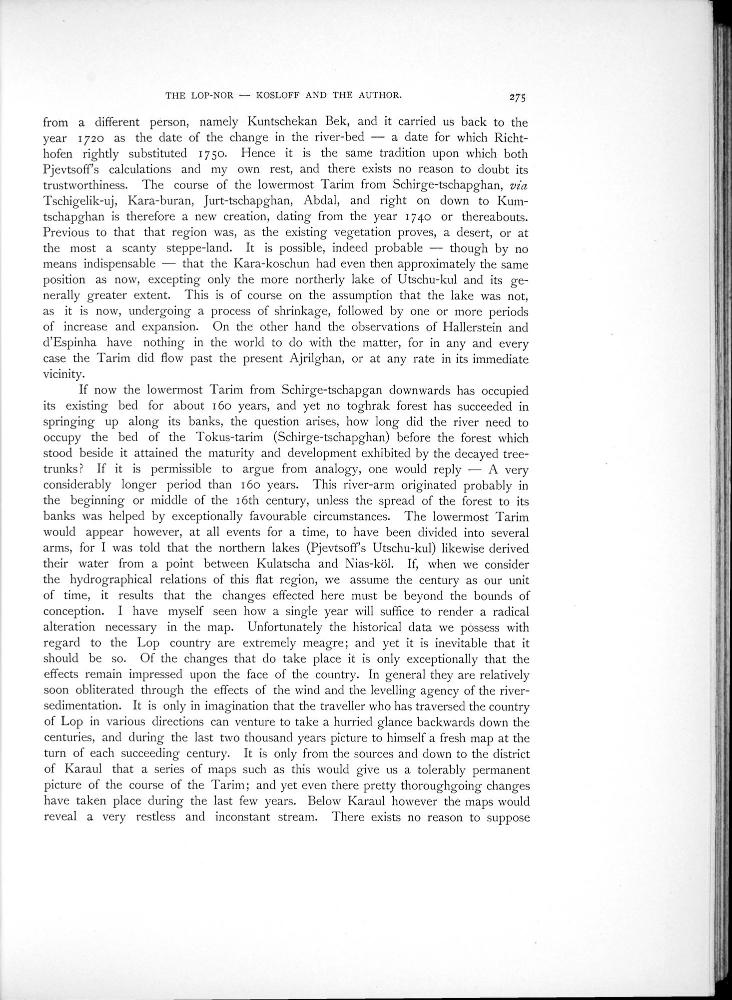 THE LOP-NOR — KOSLOFF AND THE AUTHOR. 275
from a different person, namely Kuntschekan Bek, and it carried us back to the
year 1720 as the date of the change in the river-bed — a date for which Richt-
hofen rightly substituted 1750. Hence it is the same tradition upon which both
Pjevtsoff's calculations and my own rest, and there exists no reason to doubt its
trustworthiness. The course of the lowermost Tarim from Schirge-tschapghan, via
Tschigelik-uj, Kara-buran, Jurt-tschapghan, Abdal, and right on down to Kum-
tschapghan is therefore a new creation, dating from the year 1740 or thereabouts.
Previous to that that region was, as the existing vegetation proves, a desert, or at
the most a scanty steppe-land. It is possible, indeed probable — though by no
means indispensable — that the Kara-koschun had even then approximately the same
position as now, excepting only the more northerly lake of Utschu-kul and its ge-
nerally greater extent. This is of course on the assumption that the lake was not,
as it is now, undergoing a process of shrinkage, followed by one or more periods
of increase and expansion. On the other hand the observations of Hallerstein and
d'Espinha have nothing in the world to do with the matter, for in any and every
case the Tarim did flow past the present Ajrilghan, or at any rate in its immediate
vicinity.
If now the lowermost Tarim from Schirge-tschapgan downwards has occupied
its existing bed for about 160 years, and yet no toghrak forest has succeeded in
springing up along its banks, the question arises, how long did the river need to
occupy the bed of the Tokus-tarim (Schirge-tschapghan) before the forest which
stood beside it attained the maturity and development exhibited by the decayed tree-
trunks? If it is permissible to argue from analogy, one would reply — A very
considerably longer period than 160 years. This river-arm originated probably in
the beginning or middle of the 16th century, unless the spread of the forest to its
banks was helped by exceptionally favourable circumstances. The lowermost Tarim
would appear however, at all events for a time, to have been divided into several
arms, for I was told that the northern lakes (Pjevtsoff's Utschu-kul) likewise derived
their water from a point between Kulatscha and Nias-köl. If, when we consider
the hydrographical relations of this flat region, we assume the century as our unit
of time, it results that the changes effected here must be beyond the bounds of
conception. I have myself seen how a single year will suffice to render a radical
alteration necessary in the map. Unfortunately the historical data we possess with
regard to the Lop country are extremely meagre; and yet it is inevitable that it
should be so. Of the changes that do take place it is only exceptionally that the
effects remain impressed upon the face of the country. In general they are relatively
soon obliterated through the effects of the wind and the levelling agency of the river-
sedimentation. It is only in imagination that the traveller who has traversed the country
of Lop in various directions can venture to take a hurried glance backwards down the
centuries, and during the last two thousand years picture to himself a fresh map at the
turn of each succeeding century. It is only from the sources and down to the district
of Karaul that a series of maps such as this would give us a tolerably permanent
picture of the course of the Tarim; and yet even there pretty thoroughgoing changes
have taken place during the last few years. Below Karaul however the maps would
reveal a very restless and inconstant stream. There exists no reason to suppose